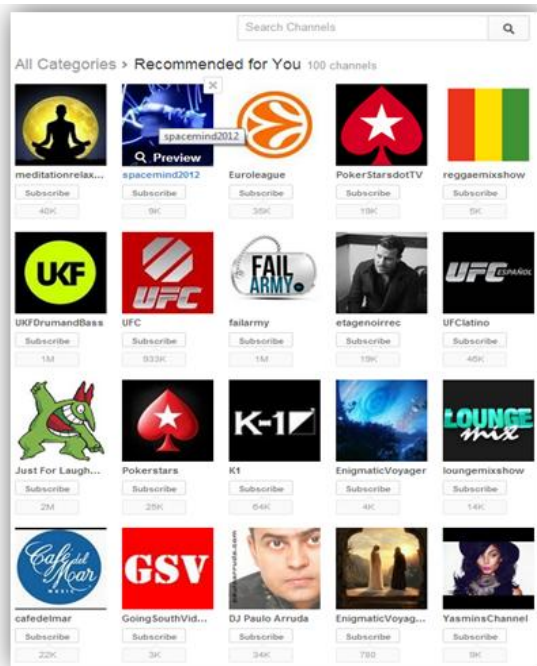 Search Channels
All Categories > Recommended for You 100 channels
spacemind2012
Preview
meditationrelax... spacemind2012 Euroleague PokerStarsdotTV reggaemixshow
Subscribe Subscribe Subscribe Subscribe Subscribe
48K 9K 35K 19K 5K
UKF UFC FAIL ARMY UFC ESPAÑOL
UKFDrumandBass UFC failarmy etagenoirrec UFClatino
Subscribe Subscribe Subscribe Subscribe Subscribe
1M 933K 1M 19K 46K
K-1 LOUNGE mix
Just For Laugh... Pokerstars K1 EnigmaticVoyager loungemixshow
Subscribe Subscribe Subscribe Subscribe Subscribe
2M 25K 64K 4K 14K
Café del Mar MUSIC GSV
cafedelmar GoingSouthVid... DJ Paulo Arruda EnigmaticVoyag... YasminsChannel
Subscribe Subscribe Subscribe Subscribe Subscribe
22K 3K 34K 780 9K